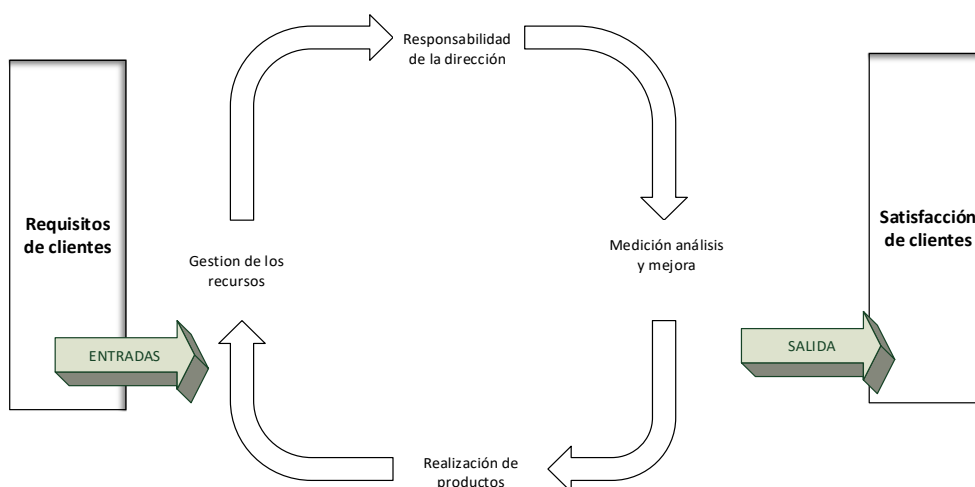 Responsabilidad
de la dirección
Requisitos
de clientes
Satisfacción
de clientes
Gestion de los
recursos
Medición análisis
y mejora
ENTRADAS
SALIDA
Realización de
productos